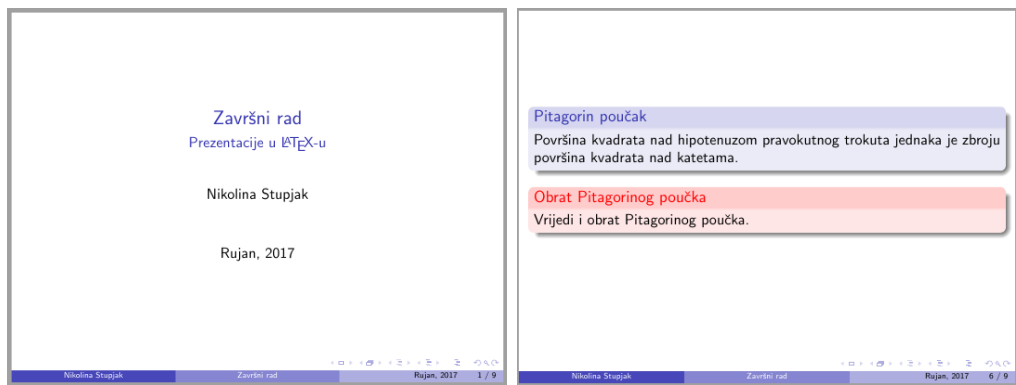 Završni rad
Prezentacije u LATEX-u
Nikolina Stupjak
Rujan, 2017
Nikolina Stupjak Završni rad Rujan, 2017 1 / 9
Pitagorin poučak
Površina kvadrata nad hipotenuzom pravokutnog trokuta jednaka je zbroju
površina kvadrata nad katetama.
Obrat Pitagorinog poučka
Vrijedi i obrat Pitagorinog poučka.
Nikolina Stupjak Završni rad Rujan, 2017 6 / 9